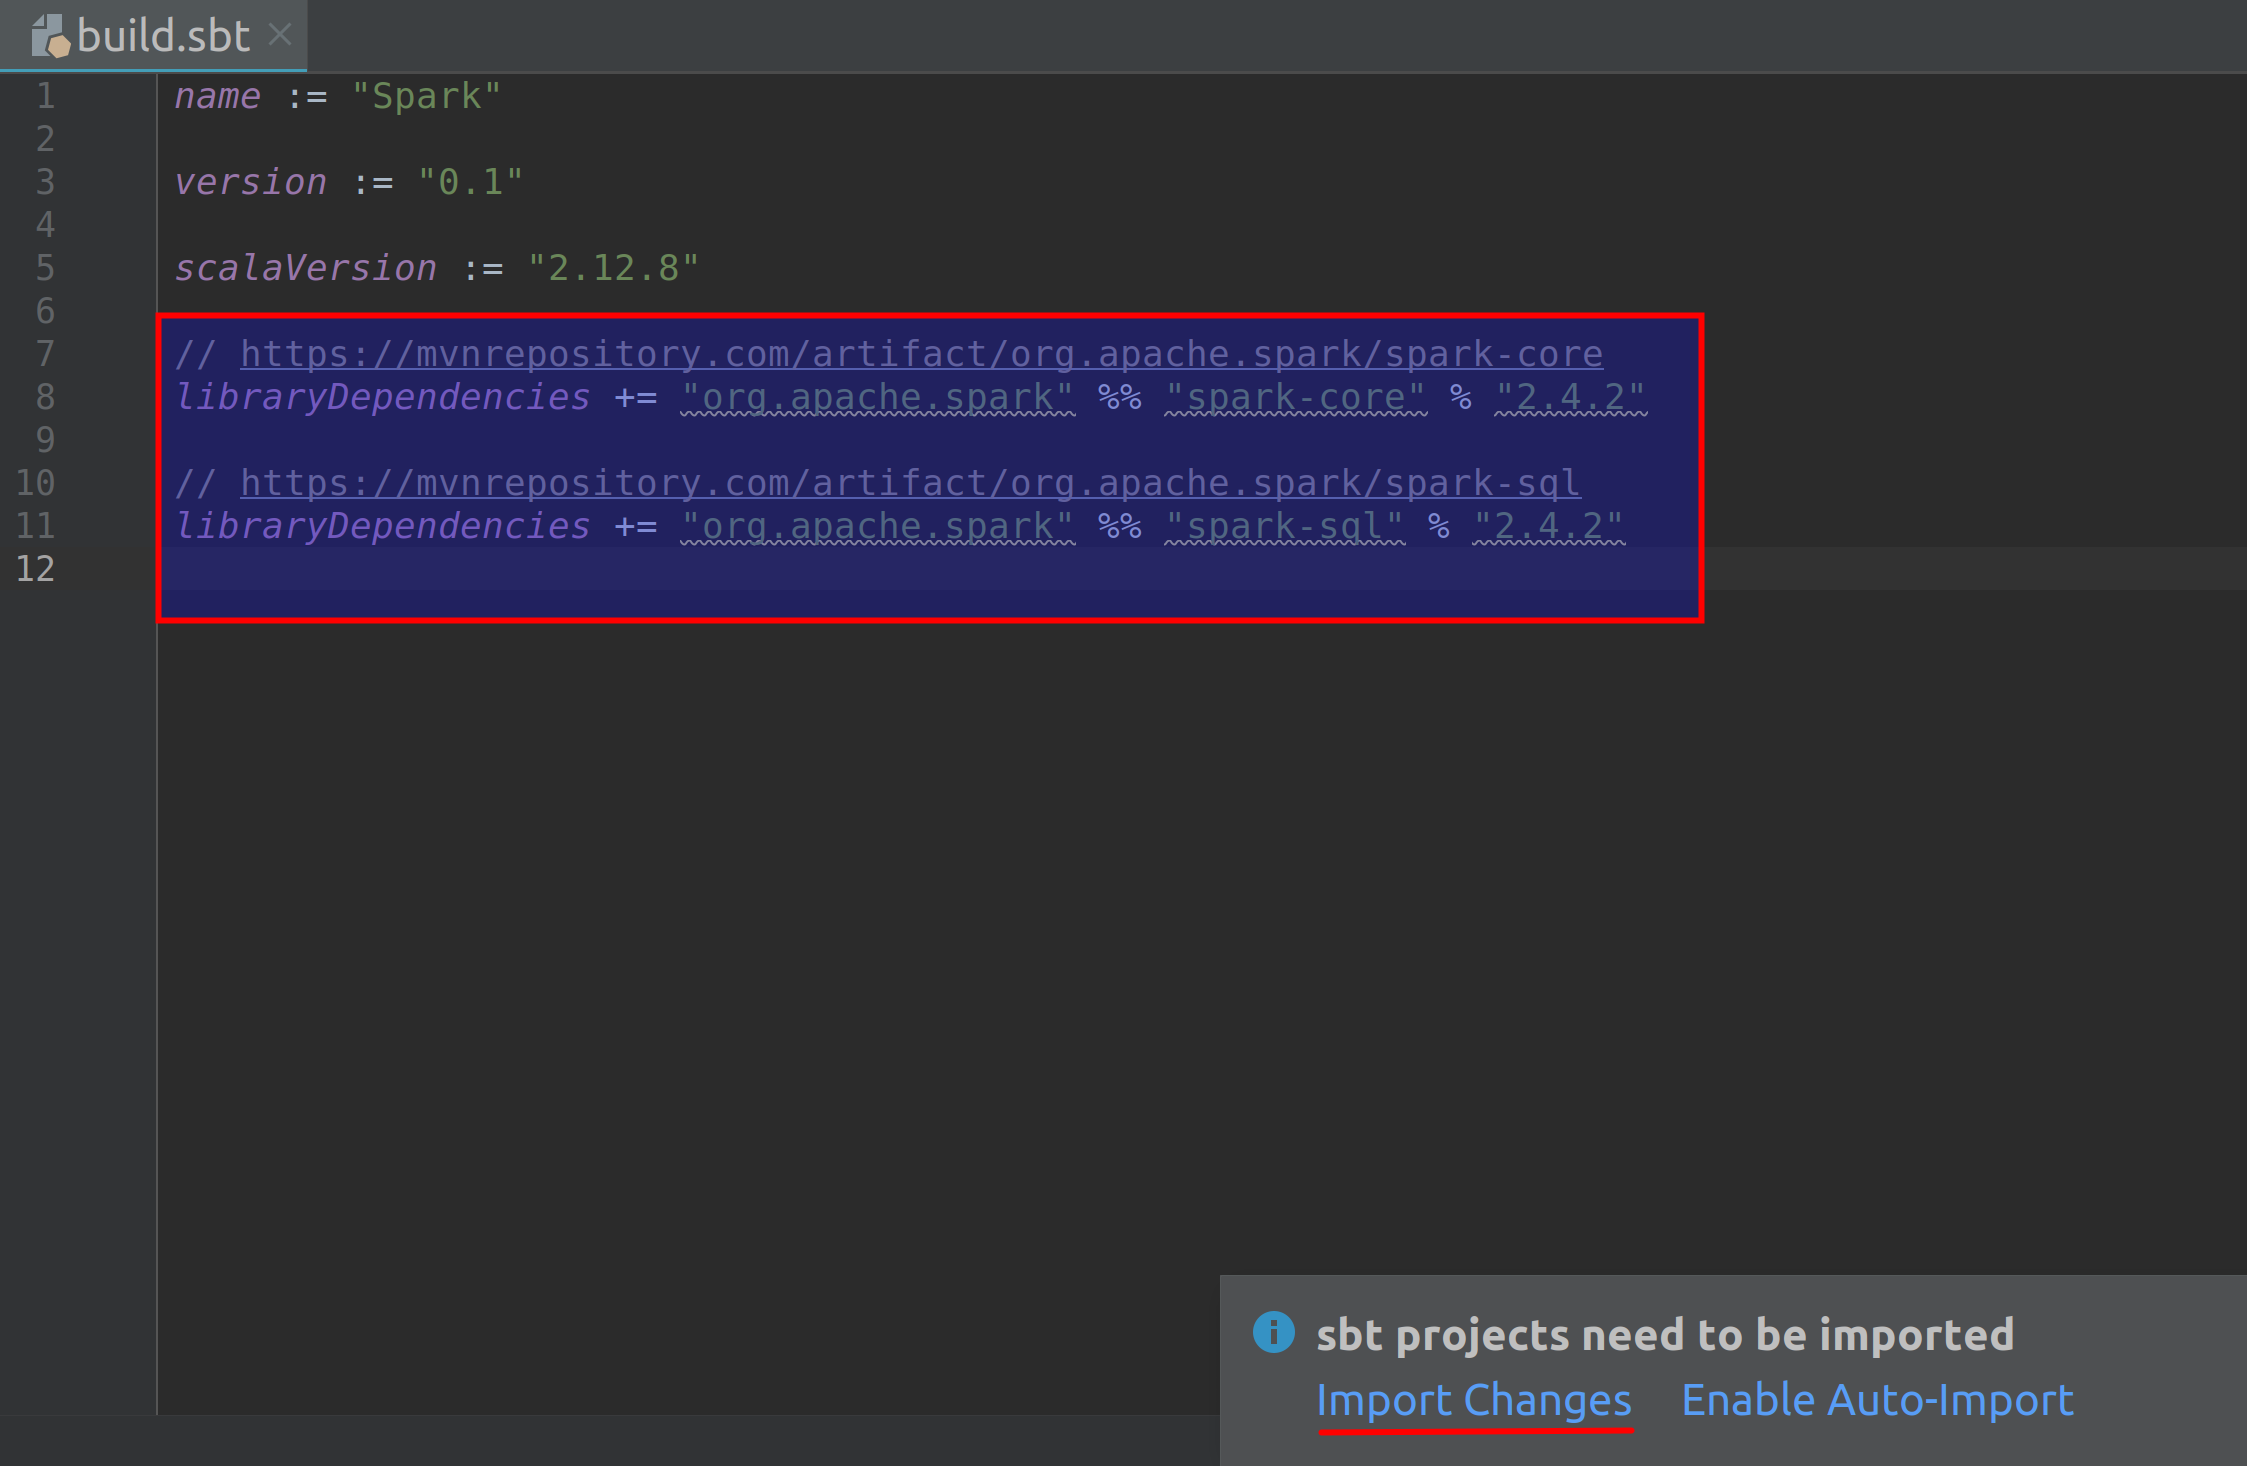 build.sbt
1 name := "Spark"
2
3 version := "0.1"
4
5 scalaVersion := "2.12.8"
6
7 // https://mvnrepository.com/artifact/org.apache.spark/spark-core
8 libraryDependencies += "org.apache.spark" %% "spark-core" % "2.4.2"
9
10 // https://mvnrepository.com/artifact/org.apache.spark/spark-sql
11 libraryDependencies += "org.apache.spark" %% "spark-sql" % "2.4.2"
12
sbt projects need to be imported
Import Changes Enable Auto-Import